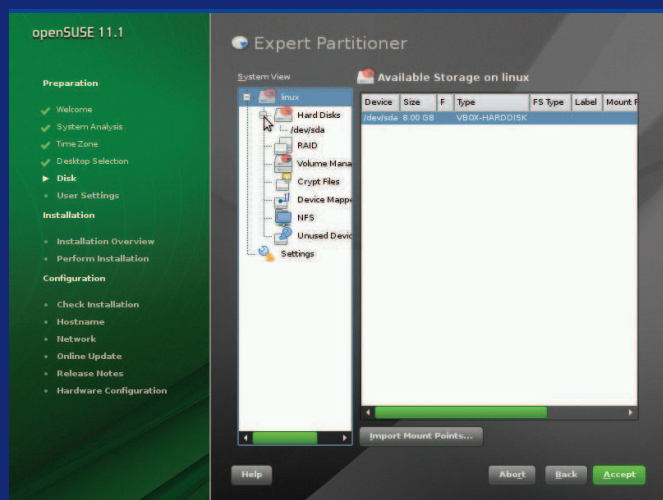 openSUSE 11.1
Preparation
Welcome
System Analysis
Time Zone
Desktop Selection
Disk
User Settings
Installation
Installation Overview
Perform Installation
Configuration
Check Installation
Hostname
Network
Online Update
Release Notes
Hardware Configuration
Expert Partitioner
System View
linux
Hard Disks
/dev/sda
RAID
Volume Mana
Crypt Files
Device Mappe
NFS
Unused Devic
Settings
Available Storage on linux
Device Size F Type FS Type Label Mount P
/dev/sda 8.00 GB VBOX-HARDDISK
Import Mount Points...
Help
Abort Back Accept